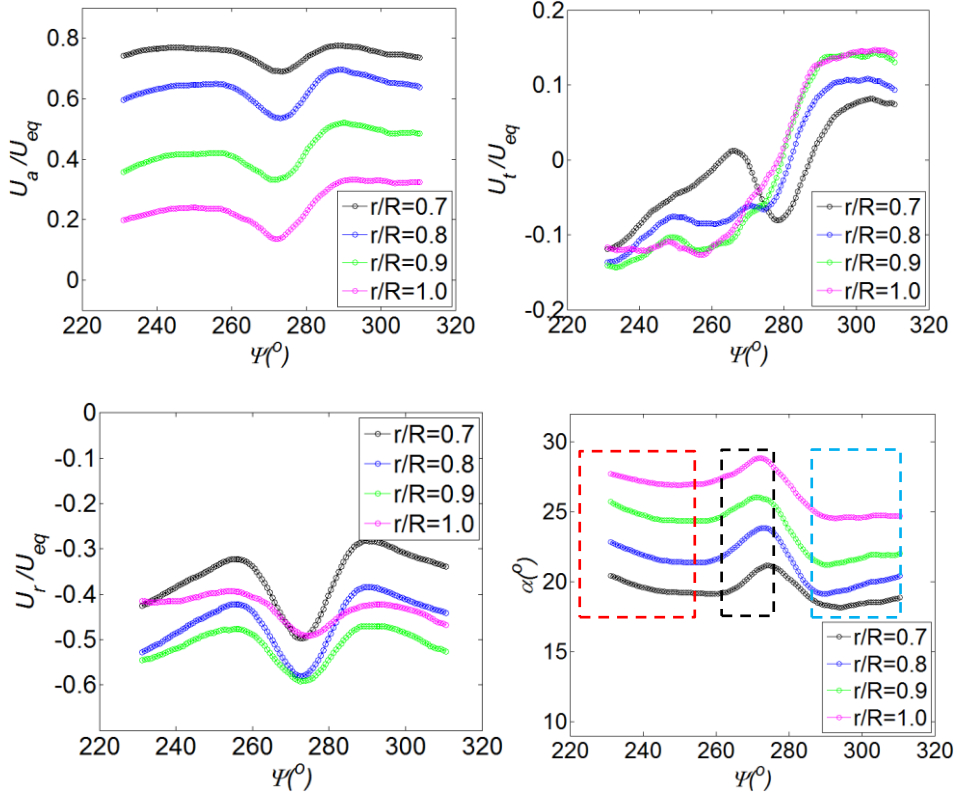 0.8
0.6
0.4
0.2
0
U_a /U_eq
220 240 260 280 300 320
Ψ(º)
r/R=0.7
r/R=0.8
r/R=0.9
r/R=1.0
0.2
0.1
0
-0.1
-0.2
U_t /U_eq
220 240 260 280 300 320
Ψ(º)
r/R=0.7
r/R=0.8
r/R=0.9
r/R=1.0
0
-0.1
-0.2
-0.3
-0.4
-0.5
-0.6
U_r /U_eq
220 240 260 280 300 320
Ψ(º)
r/R=0.7
r/R=0.8
r/R=0.9
r/R=1.0
30
25
20
15
10
α(º)
220 240 260 280 300 320
Ψ(º)
r/R=0.7
r/R=0.8
r/R=0.9
r/R=1.0